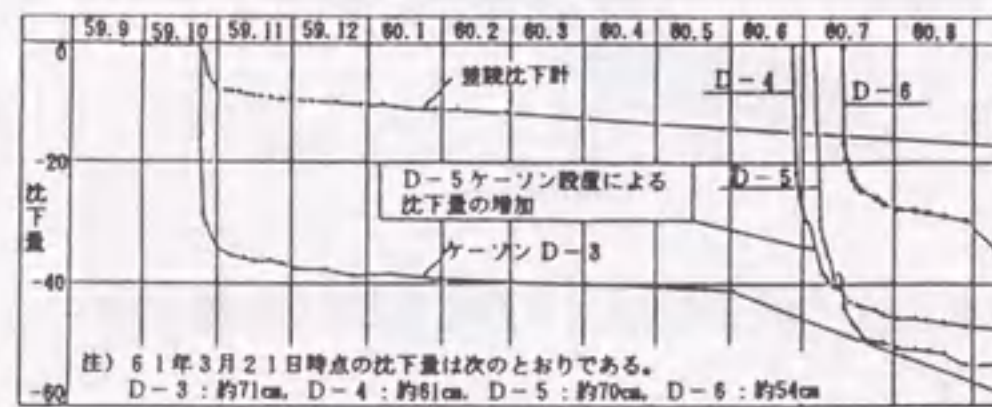 59.9 59.10 59.11 59.12 60.1 60.2 60.3 60.4 60.5 60.6 60.7 60.8
0
-20
-40
-60
沈下量
沈下計
D-4
D-6
D-5ケーソン設置による
沈下量の増加
D-5
ケーソンD-3
注) 61年3月21日時点の沈下量は次のとおりである。
D-3:約71cm, D-4:約61cm, D-5:約70cm, D-6:約54cm